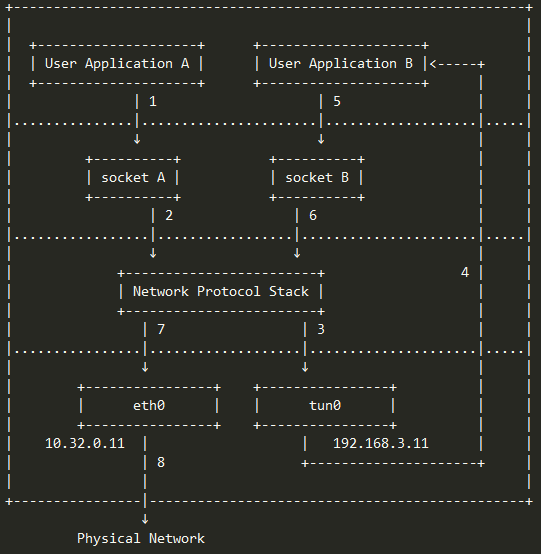 User Application A User Application B
1 5
socket A socket B
2 6
4
Network Protocol Stack
7 3
eth0 tun0
10.32.0.11 192.168.3.11
8
Physical Network